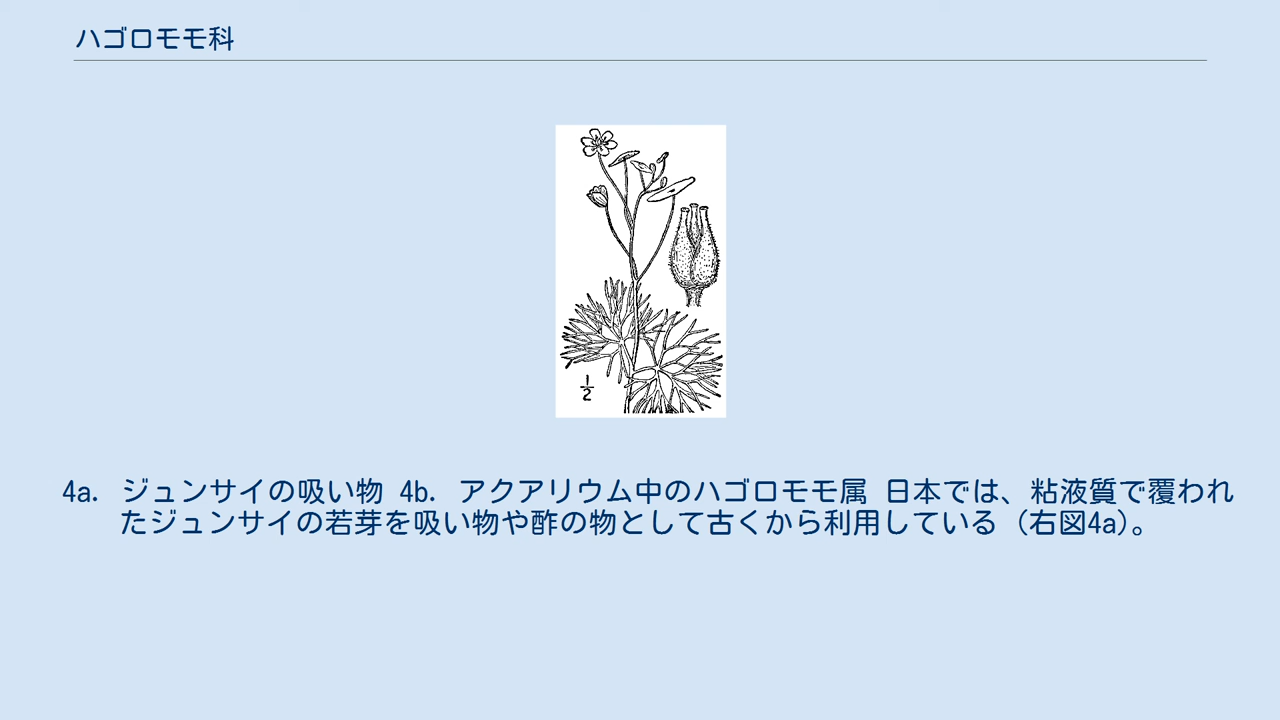 ハゴロモモ科
1/2
4a. ジュンサイの吸い物 4b. アクアリウム中のハゴロモモ属 日本では、粘液質で覆われ
たジュンサイの若芽を吸い物や酢の物として古くから利用している (右図4a)。